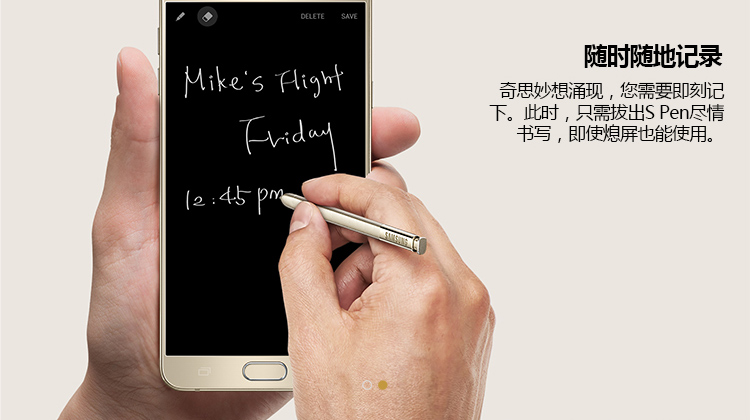 DELETE SAVE
Mike's Flight
Friday
12:45 pm
SAMSUNG
随时随地记录
奇思妙想涌现，您需要即刻记
下。此时，只需拔出S Pen尽情
书写，即使熄屏也能使用。